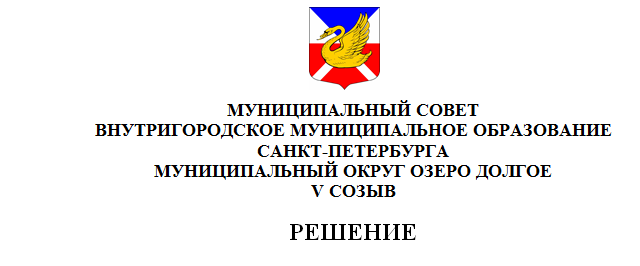 МУНИЦИПАЛЬНЫЙ СОВЕТ
ВНУТРИГОРОДСКОЕ МУНИЦИПАЛЬНОЕ ОБРАЗОВАНИЕ
САНКТ-ПЕТЕРБУРГА
МУНИЦИПАЛЬНЫЙ ОКРУГ ОЗЕРО ДОЛГОЕ
V СОЗЫВ
РЕШЕНИЕ